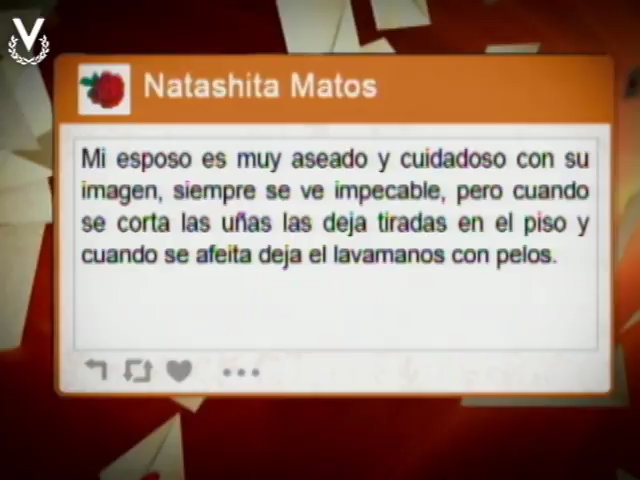 V
Natashita Matos
Mi esposo es muy aseado y cuidadoso con su
imagen, siempre se ve impecable, pero cuando
se corta las uñas las deja tiradas en el piso y
cuando se afeita deja el lavamanos con pelos.